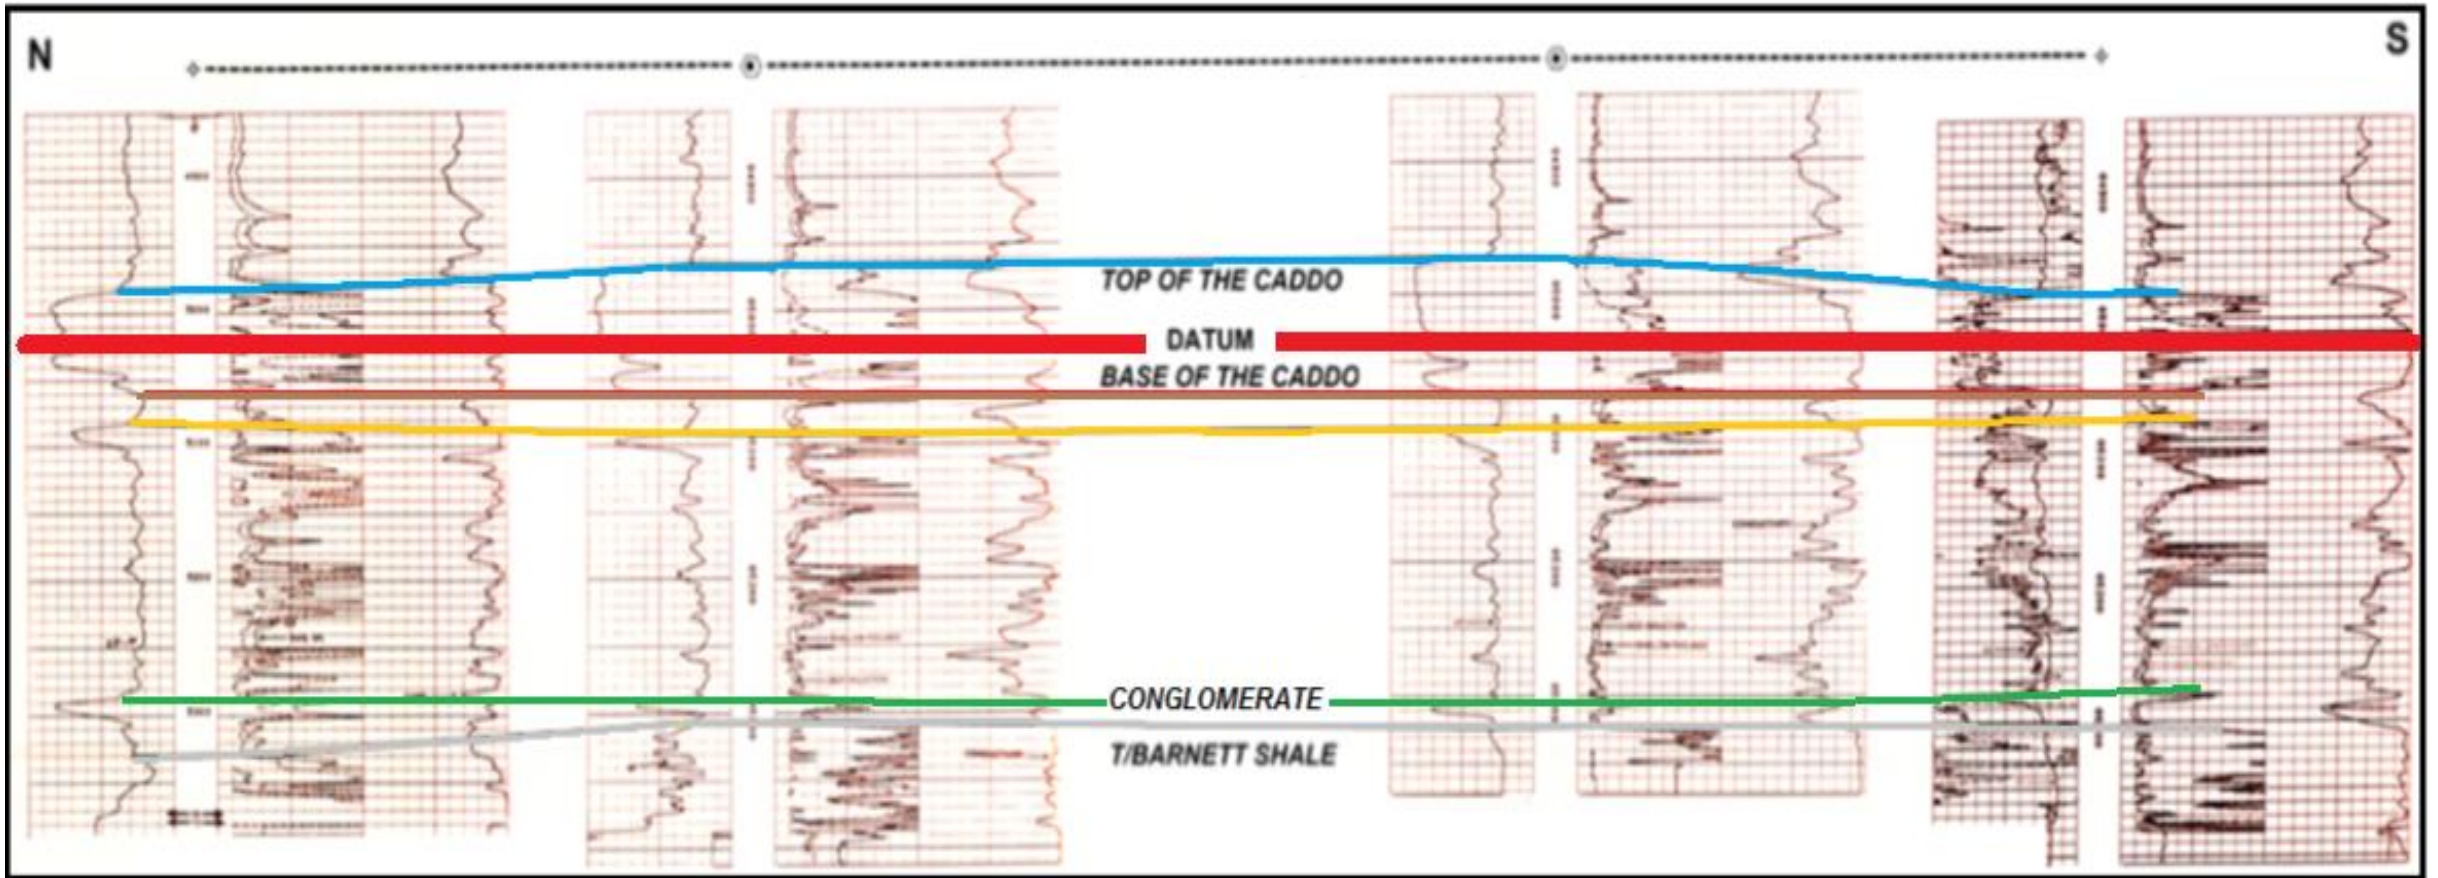 N
S
TOP OF THE CADDO
DATUM
BASE OF THE CADDO
CONGLOMERATE
T/BARNETT SHALE